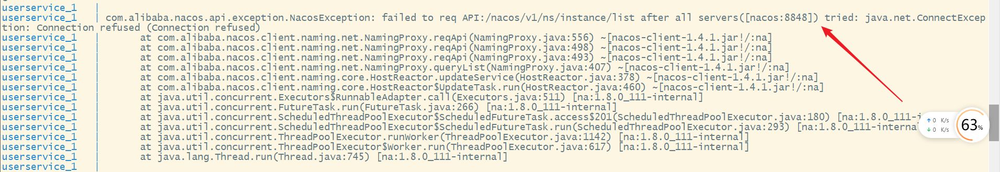 userservice_1   |
userservice_1   | com.alibaba.nacos.api.exception.NacosException: failed to req API:/nacos/v1/ns/instance/list after all servers([nacos:8848]) tried: java.net.ConnectExcep
tion: Connection refused (Connection refused)
userservice_1   |       at com.alibaba.nacos.client.naming.net.NamingProxy.reqApi(NamingProxy.java:556) ~[nacos-client-1.4.1.jar!/:na]
userservice_1   |       at com.alibaba.nacos.client.naming.net.NamingProxy.reqApi(NamingProxy.java:498) ~[nacos-client-1.4.1.jar!/:na]
userservice_1   |       at com.alibaba.nacos.client.naming.net.NamingProxy.reqApi(NamingProxy.java:493) ~[nacos-client-1.4.1.jar!/:na]
userservice_1   |       at com.alibaba.nacos.client.naming.net.NamingProxy.queryList(NamingProxy.java:407) ~[nacos-client-1.4.1.jar!/:na]
userservice_1   |       at com.alibaba.nacos.client.naming.core.HostReactor.updateService(HostReactor.java:378) ~[nacos-client-1.4.1.jar!/:na]
userservice_1   |       at com.alibaba.nacos.client.naming.core.HostReactor$UpdateTask.run(HostReactor.java:460) ~[nacos-client-1.4.1.jar!/:na]
userservice_1   |       at java.util.concurrent.Executors$RunnableAdapter.call(Executors.java:511) [na:1.8.0_111-internal]
userservice_1   |       at java.util.concurrent.FutureTask.run(FutureTask.java:266) [na:1.8.0_111-internal]
userservice_1   |       at java.util.concurrent.ScheduledThreadPoolExecutor$ScheduledFutureTask.access$201(ScheduledThreadPoolExecutor.java:180) [na:1.8.0_111-i
userservice_1   |       at java.util.concurrent.ScheduledThreadPoolExecutor$ScheduledFutureTask.run(ScheduledThreadPoolExecutor.java:293) [na:1.8.0_111-interna
userservice_1   |       at java.util.concurrent.ThreadPoolExecutor.runWorker(ThreadPoolExecutor.java:1142) [na:1.8.0_111-internal]
userservice_1   |       at java.util.concurrent.ThreadPoolExecutor$Worker.run(ThreadPoolExecutor.java:617) [na:1.8.0_111-internal]
userservice_1   |       at java.lang.Thread.run(Thread.java:745) [na:1.8.0_111-internal]
userservice_1   |
↑ 0 K/s
↓ 0 K/s
63%